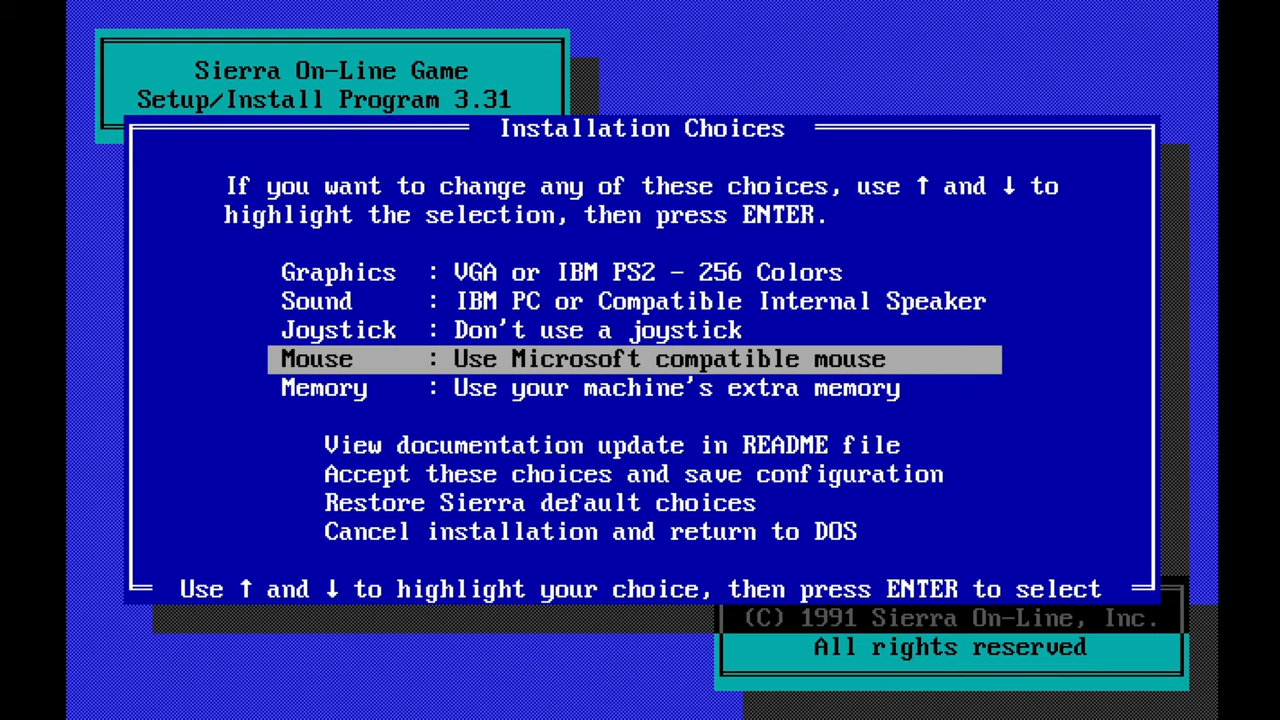 Sierra On-Line Game
Setup/Install Program 3.31
Installation Choices
If you want to change any of these choices, use ↑ and ↓ to
highlight the selection, then press ENTER.
Graphics : VGA or IBM PS2 - 256 Colors
Sound : IBM PC or Compatible Internal Speaker
Joystick : Don't use a joystick
Mouse : Use Microsoft compatible mouse
Memory : Use your machine's extra memory
View documentation update in README file
Accept these choices and save configuration
Restore Sierra default choices
Cancel installation and return to DOS
Use ↑ and ↓ to highlight your choice, then press ENTER to select
(C) 1991 Sierra On-Line, Inc.
All rights reserved